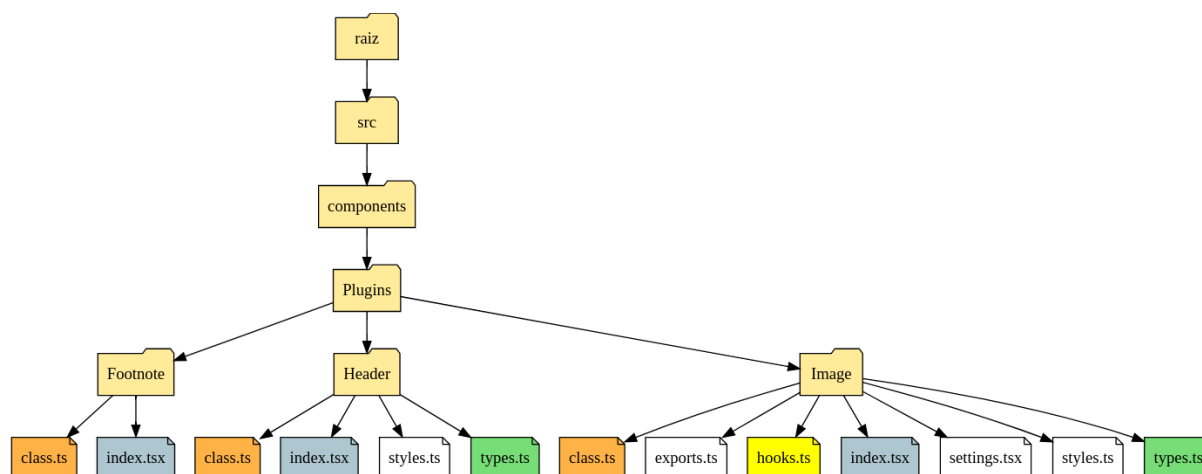 raiz
src
components
Plugins
Footnote Header Image
class.ts index.tsx class.ts index.tsx styles.ts types.ts class.ts exports.ts hooks.ts index.tsx settings.tsx styles.ts types.ts